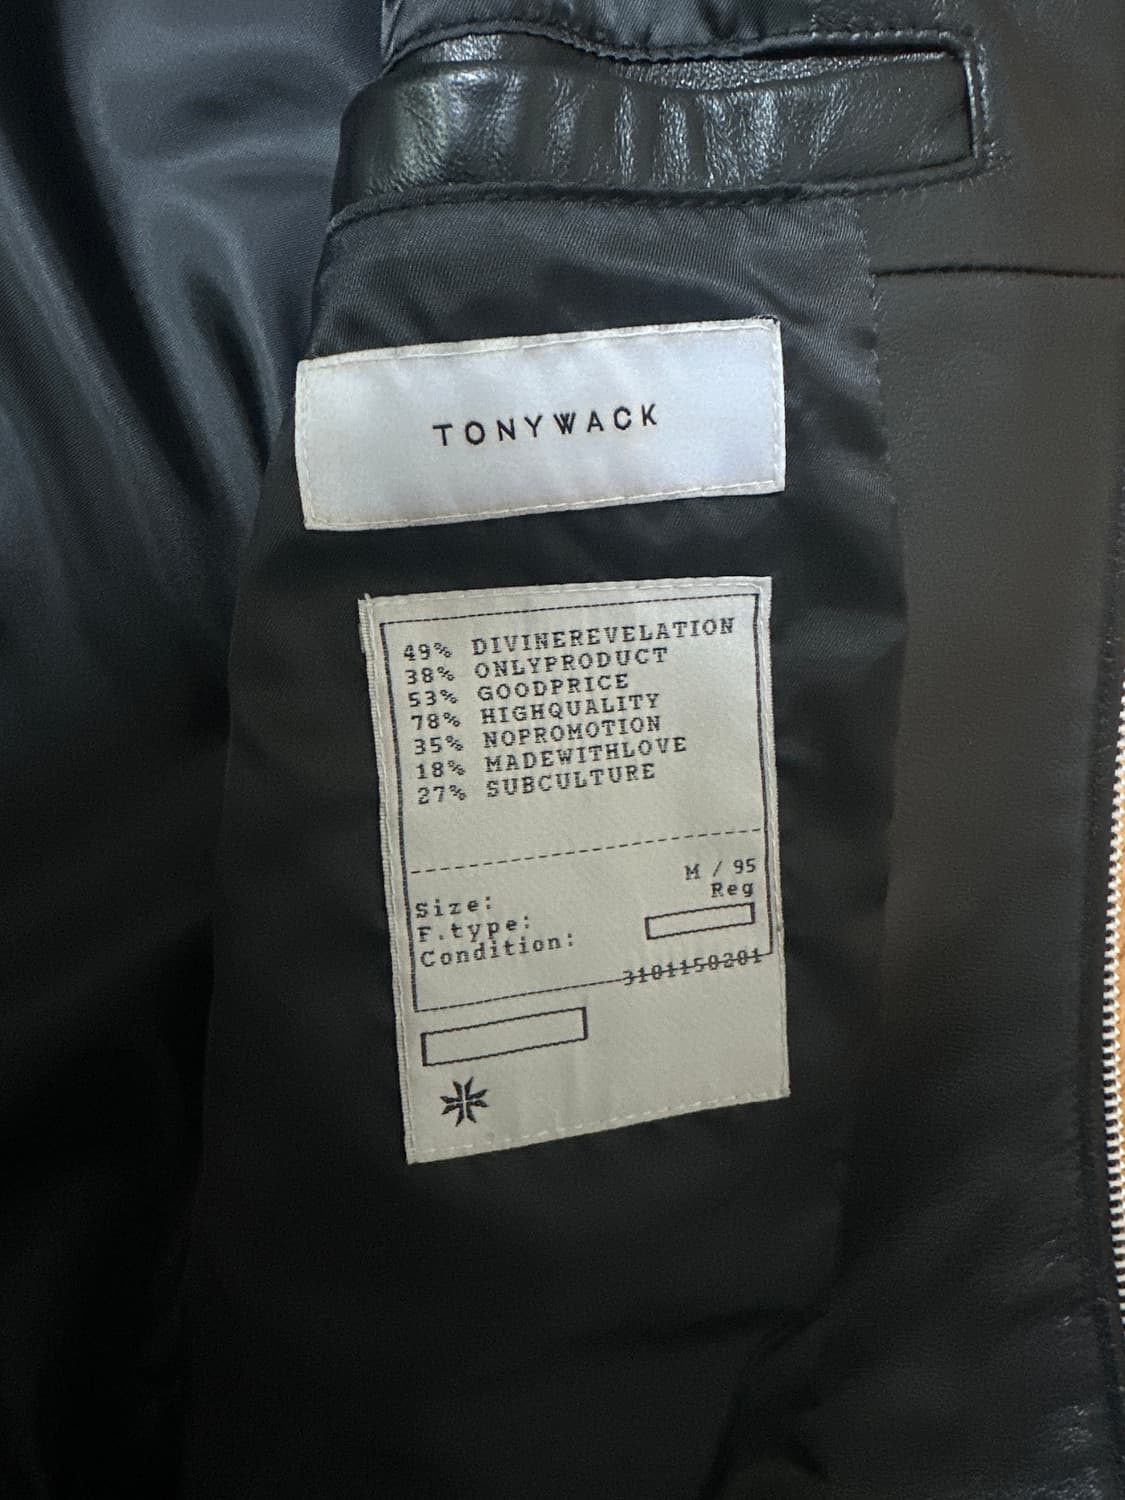 TONYWACK
49% DIVINEREVELATION
38% ONLYPRODUCT
53% GOODPRICE
78% HIGHQUALITY
35% NOPROMOTION
18% MADEWITHLOVE
27% SUBCULTURE
Size: M / 95
F.type: Reg
Condition:
3101150201